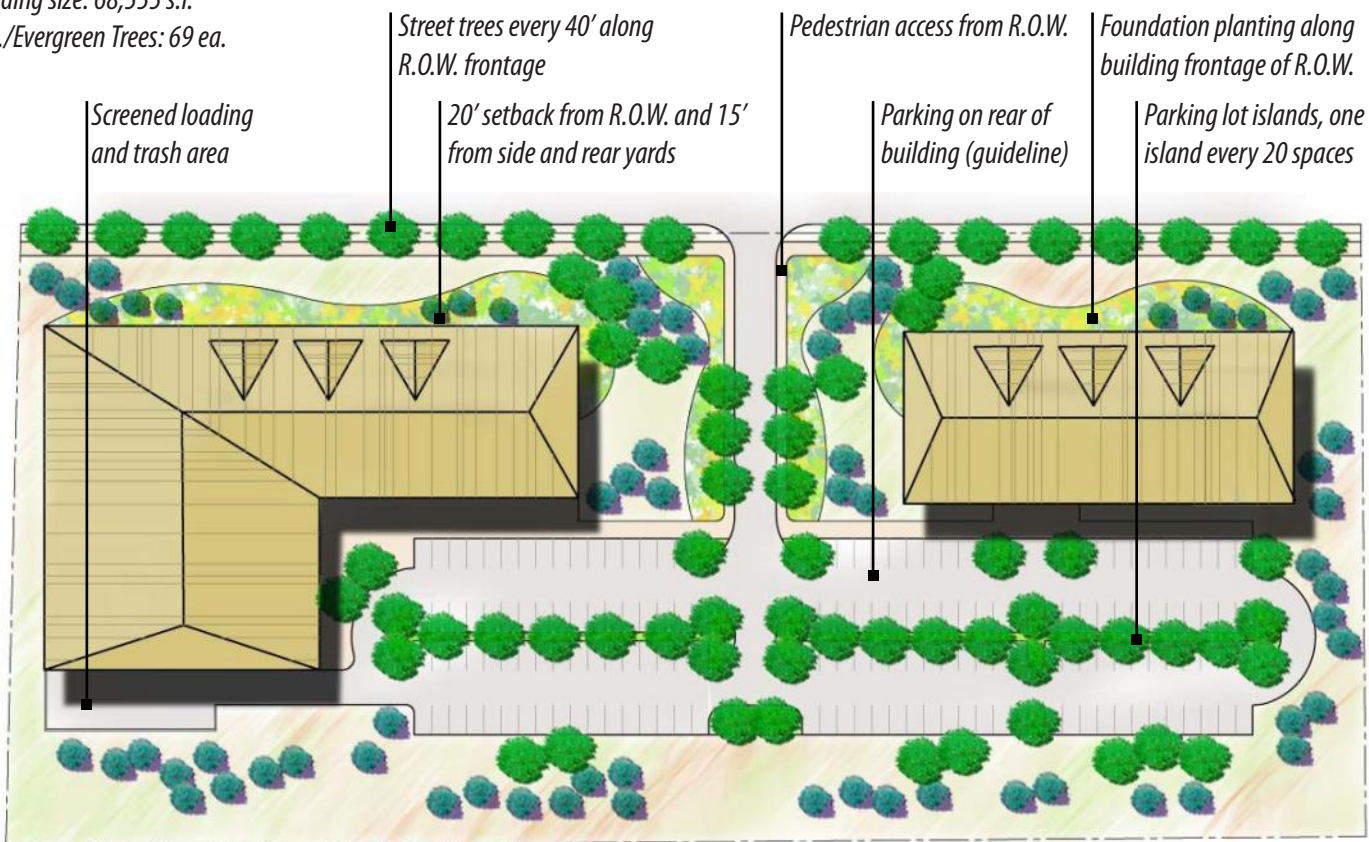 size: 68,555 s.f.
./Evergreen Trees: 69 ea.
Street trees every 40’ along
R.O.W. frontage
Pedestrian access from R.O.W.
Foundation planting along
building frontage of R.O.W.
Screened loading
and trash area
20’ setback from R.O.W. and 15’
from side and rear yards
Parking on rear of
building (guideline)
Parking lot islands, one
island every 20 spaces